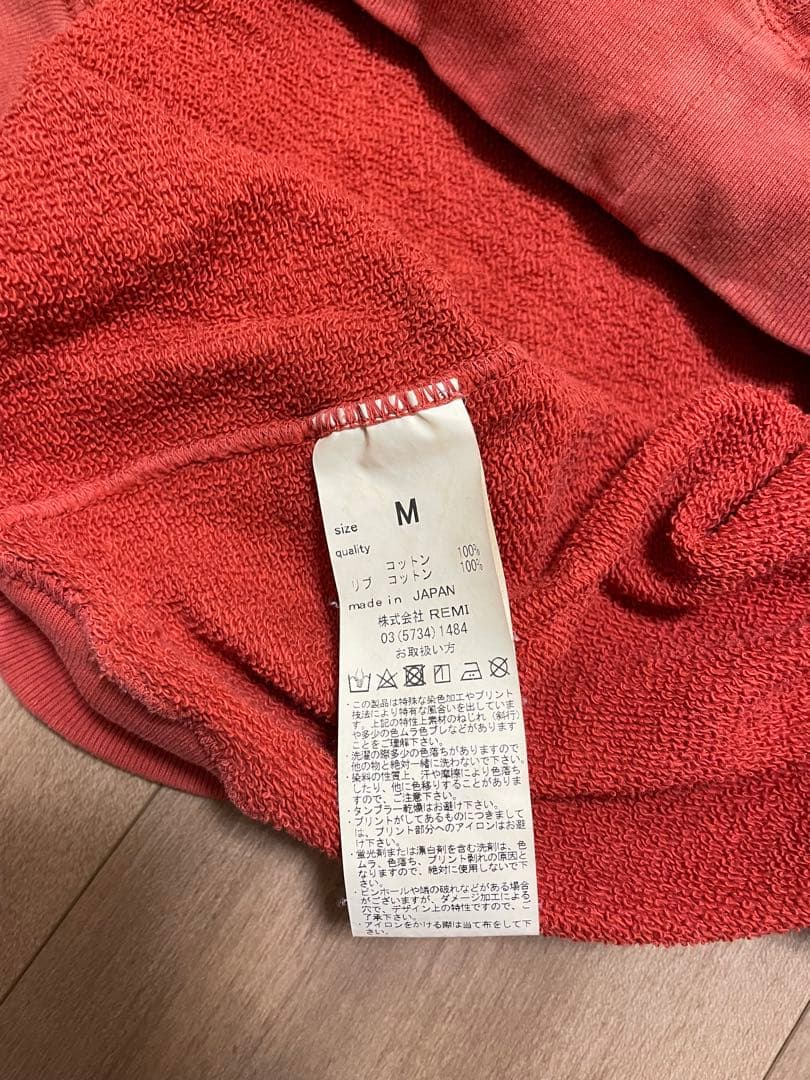 size M
quality
コットン 100%
リブ コットン 100%
made in JAPAN
株式会社 REMI
03(5734)1484
お取扱い方
・この製品は特殊な染色加工やプリント
技法により特有な風合いを出していま
す。上記の特性上素材のねじれ（斜行）
や多少の色ムラ色ブレなどがあります
ことをご理解下さい。
・洗濯の際多少の色落ちがありますので
他の物と絶対一緒に洗わないで下さい。
・染料の性質上、汗や摩擦により色落ち
したり、他に色移りすることがありま
すので、ご注意下さい。
・タンブラー乾燥はお避け下さい。
・プリントがしてあるものにつきまして
は、プリント部分へのアイロンはお避
け下さい。
・蛍光剤または漂白剤を含む洗剤は、色
ムラ、色落ち、プリント剥れの原因と
なりますので、絶対に使用しないで下
さい。
・ピンホールや裾の破れなどがある場合
がございますが、ダメージ加工による
穴で、デザイン上の特性ですので、ご
了承下さい。
・アイロンをかける際は当て布をして下
さい。